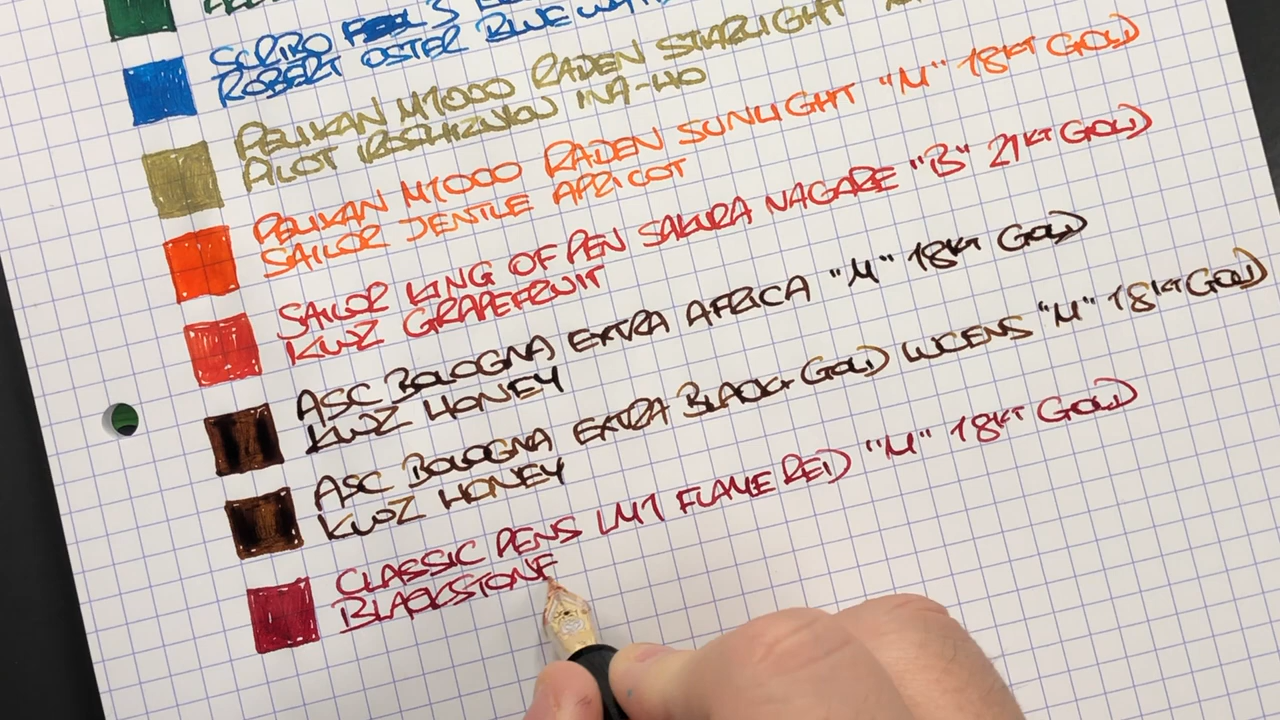 SCRIBO FEEL
ROBERT OSTER BLUE WATER
PELIKAN M1000 RADEN STARLIGHT
PILOT IROSHIZUKU INA-HO
PELIKAN M1000 RADEN SUNLIGHT "M" 18KT GOLD
SAILOR JENTLE APRICOT
SAILOR KING OF PEN SAKURA NAGARE "B" 21KT GOLD
KWZ GRAPEFRUIT
ASC BOLOGNA EXTRA AFRICA "M" 18KT GOLD
KWZ HONEY
ASC BOLOGNA EXTRA BLACK+GOLD WCENS "M" 18KT GOLD
KWZ HONEY
CLASSIC PENS LM1 FLAME RED "M" 18KT GOLD
BLACKSTONE